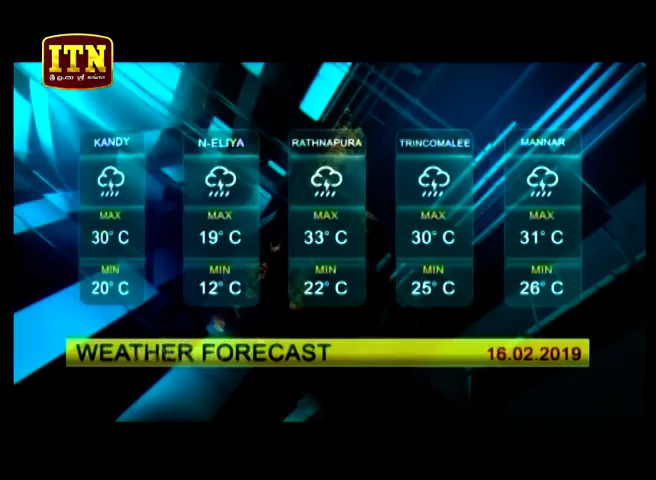 ITN
KANDY
MAX
30° C
MIN
20° C
N-ELIYA
MAX
19° C
MIN
12° C
RATHNAPURA
MAX
33° C
MIN
22° C
TRINCOMALEE
MAX
30° C
MIN
25° C
MANNAR
MAX
31° C
MIN
26° C
WEATHER FORECAST 16.02.2019